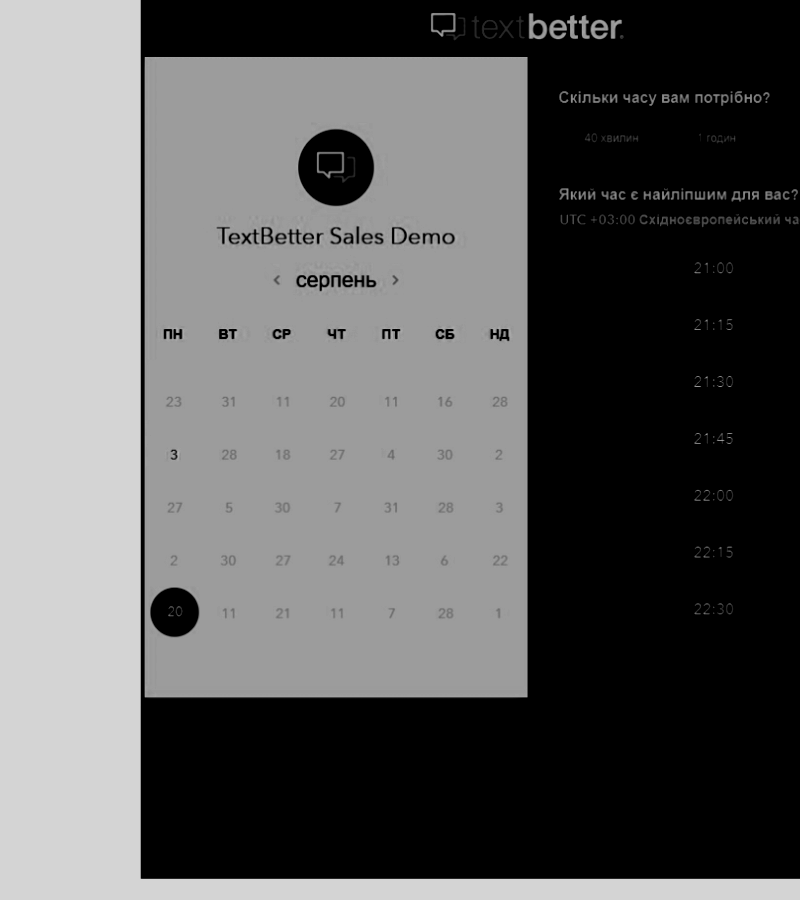 textbetter.
TextBetter Sales Demo
‹ серпень ›
ПН ВТ СР ЧТ ПТ СБ НД
23 31 11 20 11 16 28
3 28 18 27 4 30 2
27 5 30 7 31 28 3
2 30 27 24 13 6 22
20 11 21 11 7 28 1
Скільки часу вам потрібно?
40 хвилин 1 годин
Який час є найліпшим для вас?
UTC +03:00 Східноєвропейський ча
21:00
21:15
21:30
21:45
22:00
22:15
22:30